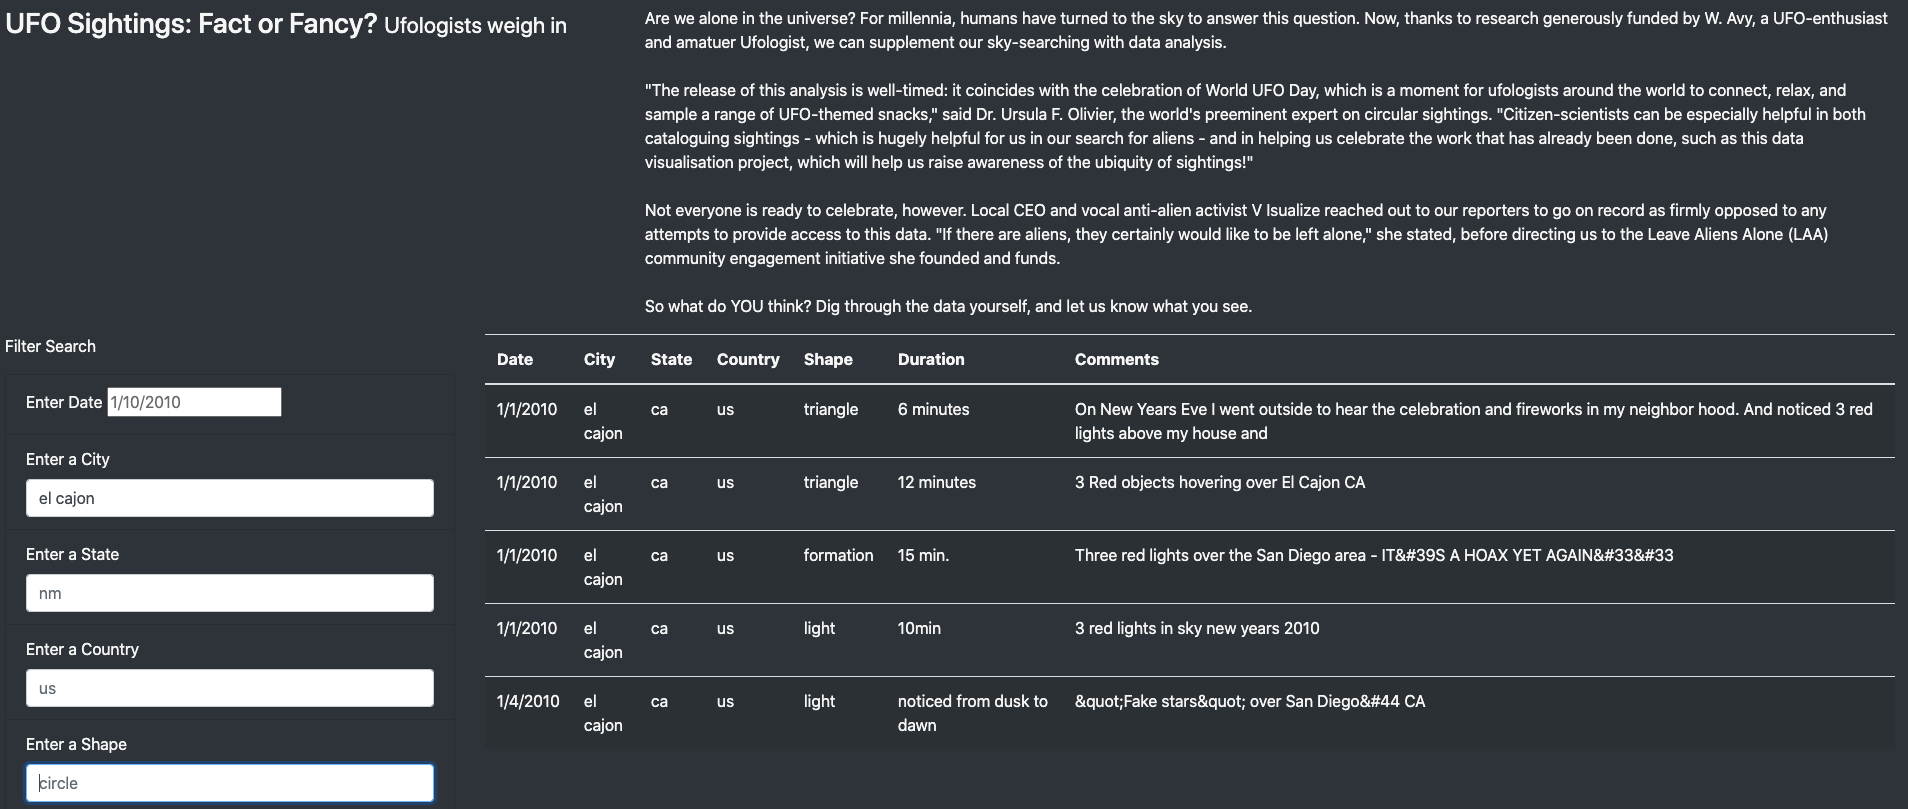 UFO Sightings: Fact or Fancy? Ufologists weigh in
Are we alone in the universe? For millennia, humans have turned to the sky to answer this question. Now, thanks to research generously funded by W. Avy, a UFO-enthusiast
and amatuer Ufologist, we can supplement our sky-searching with data analysis.
"The release of this analysis is well-timed: it coincides with the celebration of World UFO Day, which is a moment for ufologists around the world to connect, relax, and
sample a range of UFO-themed snacks," said Dr. Ursula F. Olivier, the world's preeminent expert on circular sightings. "Citizen-scientists can be especially helpful in both
cataloguing sightings - which is hugely helpful for us in our search for aliens - and in helping us celebrate the work that has already been done, such as this data
visualisation project, which will help us raise awareness of the ubiquity of sightings!"
Not everyone is ready to celebrate, however. Local CEO and vocal anti-alien activist V Isualize reached out to our reporters to go on record as firmly opposed to any
attempts to provide access to this data. "If there are aliens, they certainly would like to be left alone," she stated, before directing us to the Leave Aliens Alone (LAA)
community engagement initiative she founded and funds.
So what do YOU think? Dig through the data yourself, and let us know what you see.
Filter Search
Enter Date 1/10/2010
Enter a City
el cajon
Enter a State
nm
Enter a Country
us
Enter a Shape
circle
Date City State Country Shape Duration Comments
1/1/2010 el cajon ca us triangle 6 minutes On New Years Eve I went outside to hear the celebration and fireworks in my neighbor hood. And noticed 3 red
lights above my house and
1/1/2010 el cajon ca us triangle 12 minutes 3 Red objects hovering over El Cajon CA
1/1/2010 el cajon ca us formation 15 min. Three red lights over the San Diego area - IT&#39S A HOAX YET AGAIN&#33&#33
1/1/2010 el cajon ca us light 10min 3 red lights in sky new years 2010
1/4/2010 el cajon ca us light noticed from dusk to dawn &quot;Fake stars&quot; over San Diego&#44 CA